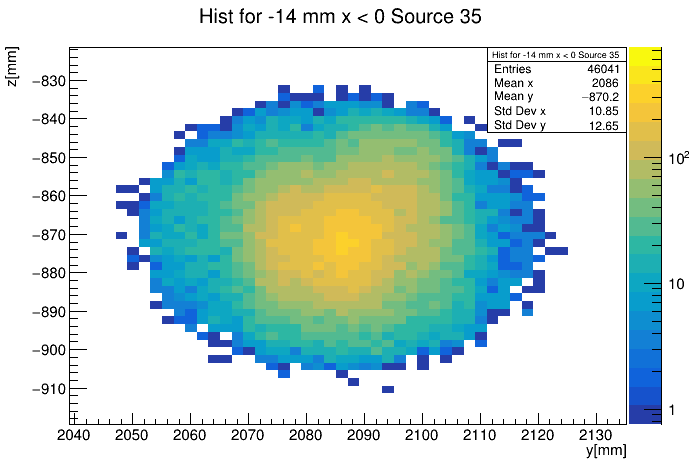 Hist for -14 mm x < 0 Source 35
z[mm]
Hist for -14 mm x < 0 Source 35
Entries 46041
Mean x 2086
Mean y −870.2
Std Dev x 10.85
Std Dev y 12.65
−830
−840
−850
−860
−870
−880
−890
−900
−910
10²
10
1
2040 2050 2060 2070 2080 2090 2100 2110 2120 2130
y[mm]